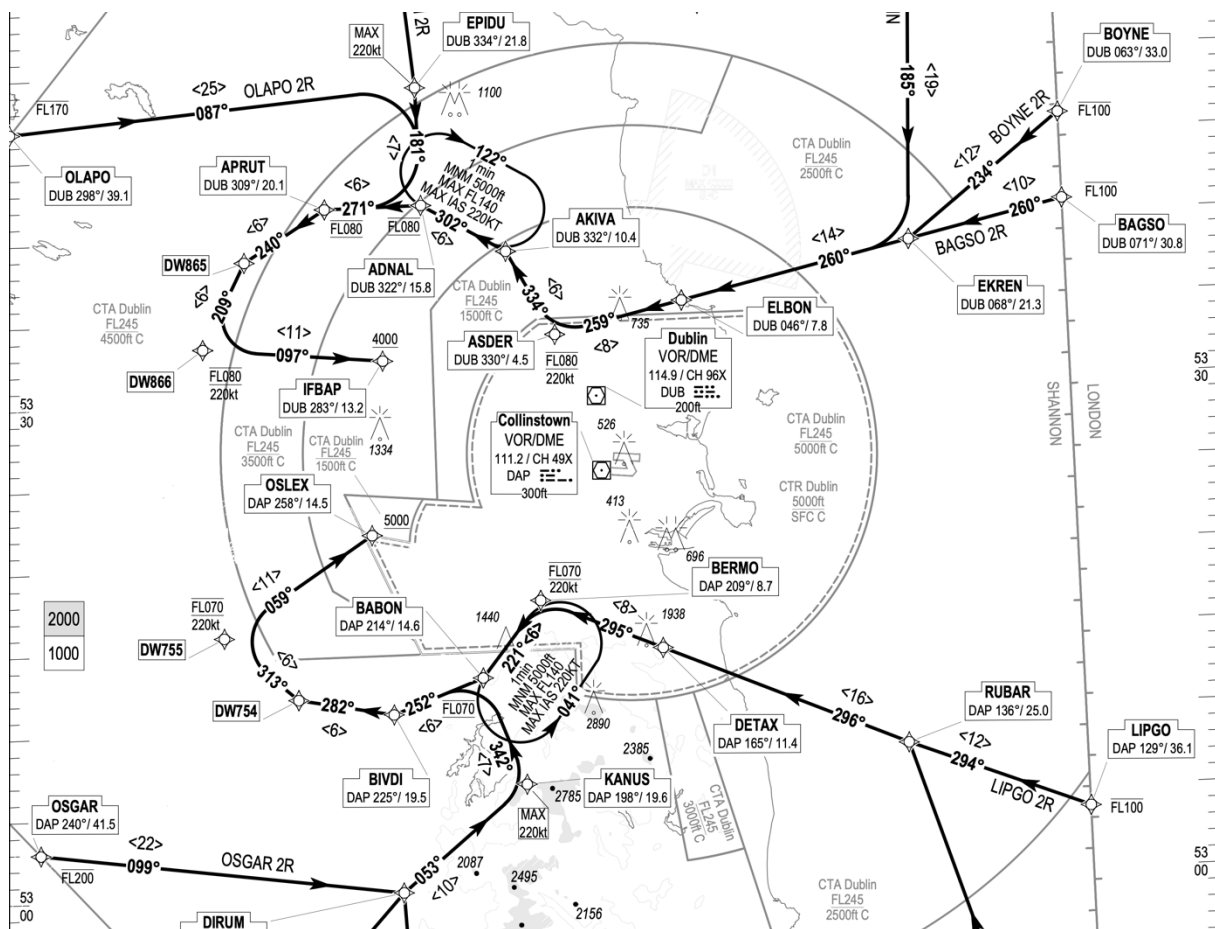 2R
MAX
220kt
EPIDU
DUB 334°/ 21.8
1100
<19>
185°
IN
BOYNE
DUB 063°/ 33.0
FL170
<25>
OLAPO 2R
087°
OLAPO
DUB 298°/ 39.1
181°
<7>
122°
1min
MNM 5000ft
MAX FL140
MAX IAS 220KT
302°
<6>
APRUT
DUB 309°/ 20.1
<6>
271°
FL080
FL080
<6>
240°
DW865
ADNAL
DUB 322°/ 15.8
AKIVA
DUB 332°/ 10.4
CTA Dublin
FL245
2500ft C
BOYNE 2R
FL100
<12>
234°
<10>
260°
FL100
BAGSO 2R
BAGSO
DUB 071°/ 30.8
<14>
260°
EKREN
DUB 068°/ 21.3
<6>
209°
CTA Dublin
FL245
4500ft C
<11>
097°
4000
DW866
FL080
220kt
IFBAP
DUB 283°/ 13.2
CTA Dublin
FL245
1500ft C
<6>
334°
259°
<8>
735
ELBON
DUB 046°/ 7.8
ASDER
DUB 330°/ 4.5
FL080
220kt
Dublin
VOR/DME
114.9 / CH 96X
DUB
200ft
53
30
53
30
SHANNON
LONDON
1334
CTA Dublin
FL245
3500ft C
CTA Dublin
FL245
1500ft C
Collinstown
VOR/DME
111.2 / CH 49X
DAP
300ft
526
413
696
CTA Dublin
FL245
5000ft C
CTR Dublin
5000ft
SFC C
OSLEX
DAP 258°/ 14.5
5000
<11>
059°
FL070
220kt
DW755
2000
1000
BABON
DAP 214°/ 14.6
1440
FL070
220kt
BERMO
DAP 209°/ 8.7
<8>
295°
1938
221°
<6>
1min
MNM 5000ft
MAX FL140
MAX IAS 220KT
041°
2890
<6>
313°
DW754
282°
<6>
252°
<6>
FL070
342°
<7>
BIVDI
DAP 225°/ 19.5
KANUS
DAP 198°/ 19.6
MAX
220kt
2385
2785
DETAX
DAP 165°/ 11.4
<16>
296°
RUBAR
DAP 136°/ 25.0
<12>
294°
LIPGO 2R
LIPGO
DAP 129°/ 36.1
FL100
CTA Dublin
FL245
3000ft C
OSGAR
DAP 240°/ 41.5
<22>
099°
OSGAR 2R
FL200
053°
<10>
2087
2495
2156
DIRUM
CTA Dublin
FL245
2500ft C
53
00
53
00